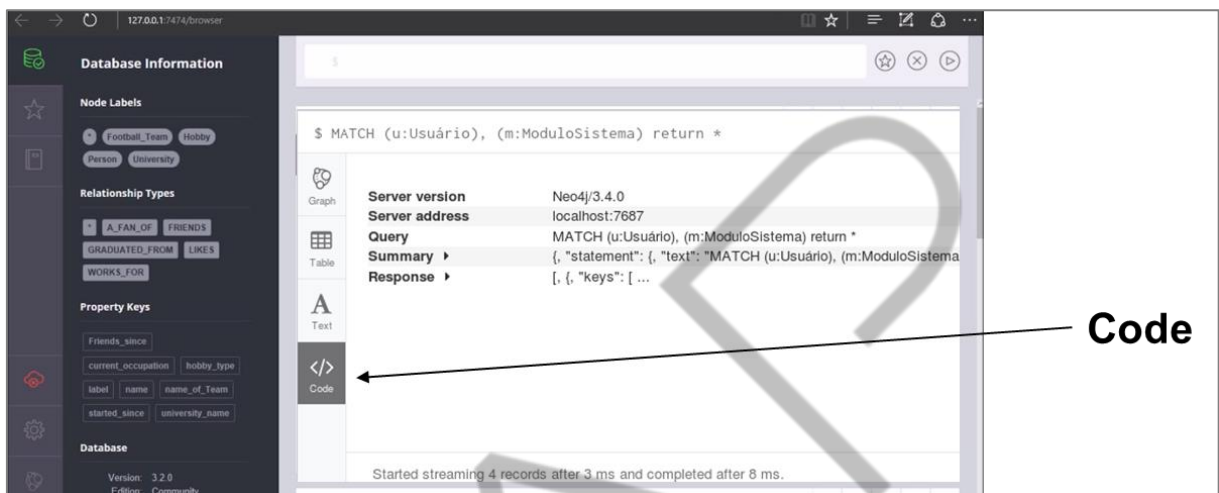 127.0.0.1:7474/browser
Database Information
$
Node Labels
* Football_Team Hobby
Person University
Relationship Types
* A_FAN_OF FRIENDS
GRADUATED_FROM LIKES
WORKS_FOR
Property Keys
Friends_since
current_occupation hobby_type
label name name_of_Team
started_since university_name
Database
Version: 3.2.0
Edition: Community
$ MATCH (u:Usuário), (m:ModuloSistema) return *
Graph
Table
Text
</>
Code
Server version Neo4j/3.4.0
Server address localhost:7687
Query MATCH (u:Usuário), (m:ModuloSistema) return *
Summary {, "statement": {, "text": "MATCH (u:Usuário), (m:ModuloSistema
Response [, {, "keys": [ ...
Started streaming 4 records after 3 ms and completed after 8 ms.
Code